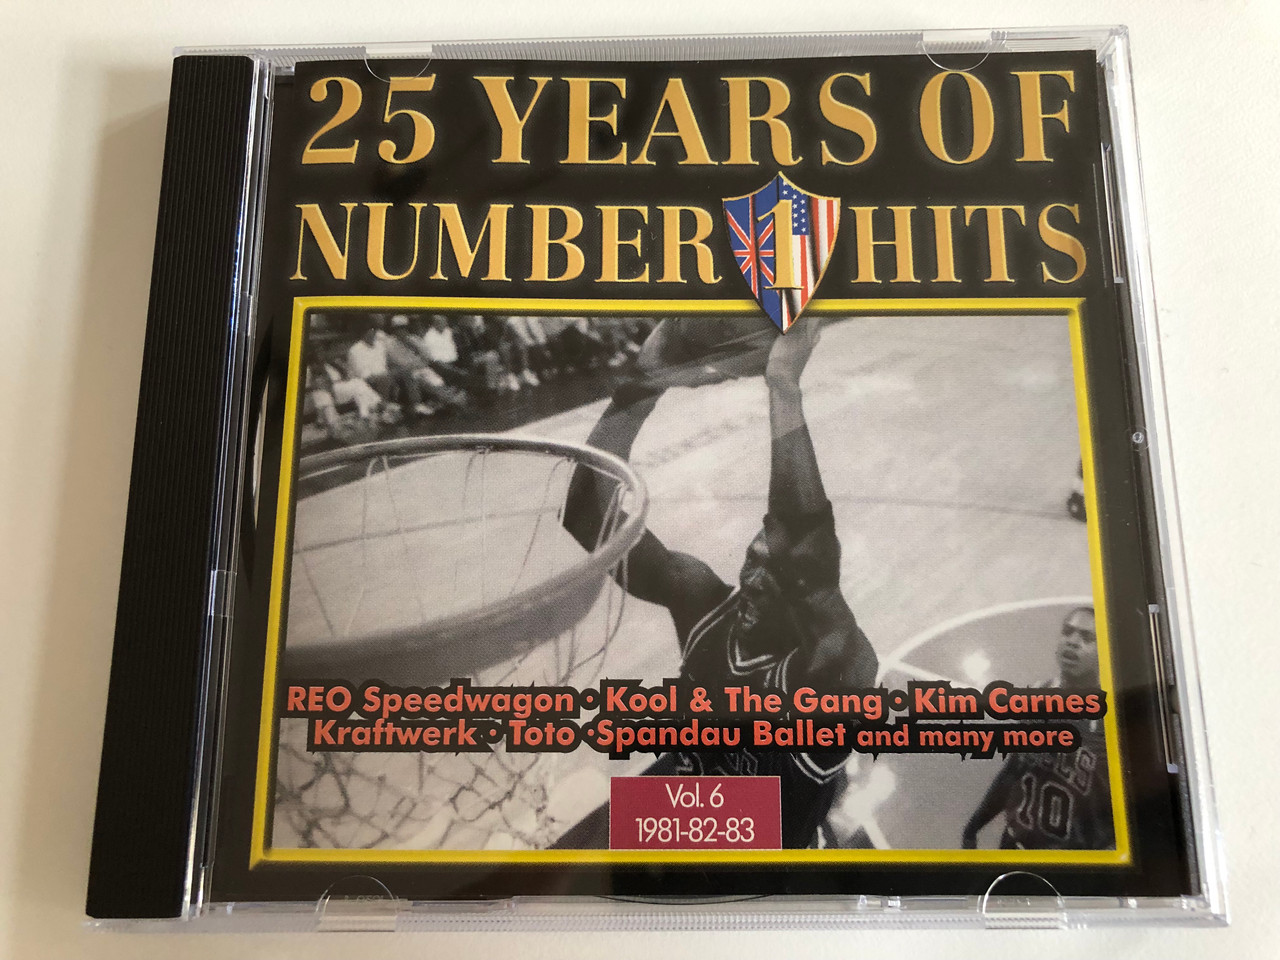 25 YEARS OF
NUMBER 1 HITS
REO Speedwagon • Kool & The Gang • Kim Carnes
Kraftwerk • Toto • Spandau Ballet and many more
10
Vol. 6
1981-82-83